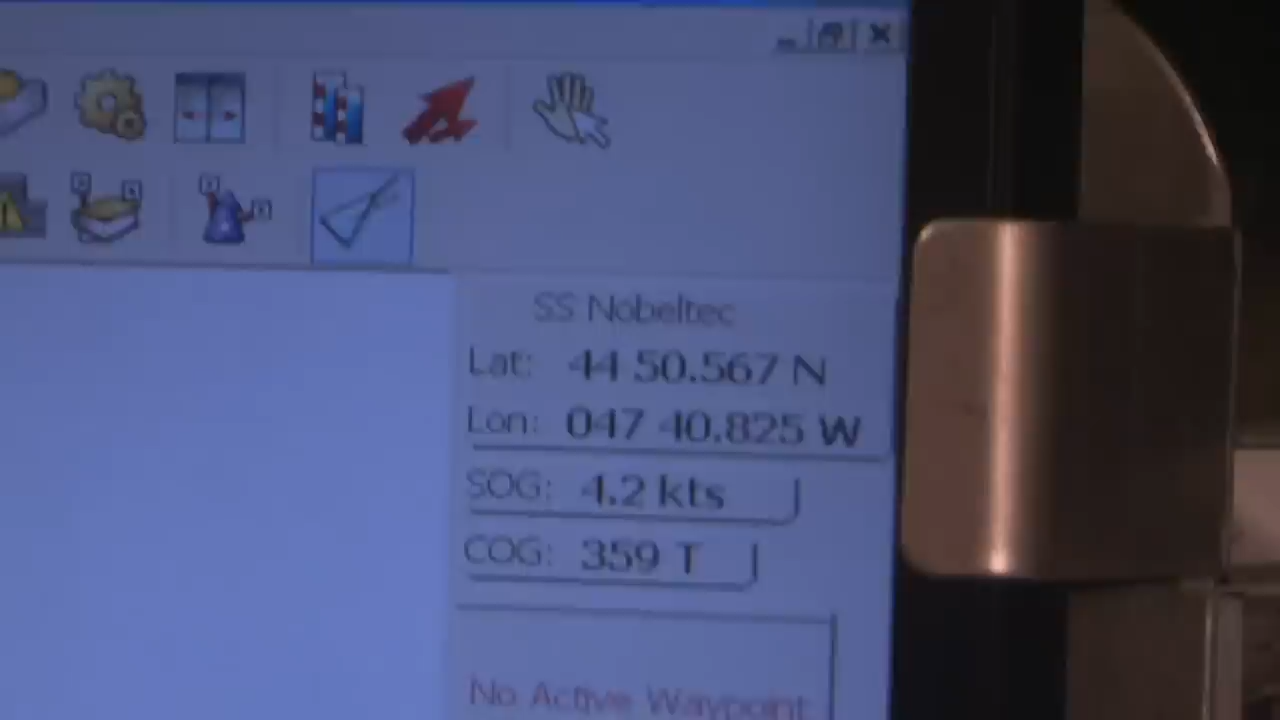 SS Nobeltec
Lat: 44 50.567 N
Lon: 047 40.825 W
SOG: 4.2 kts
COG: 359 T
No Active Waypoint